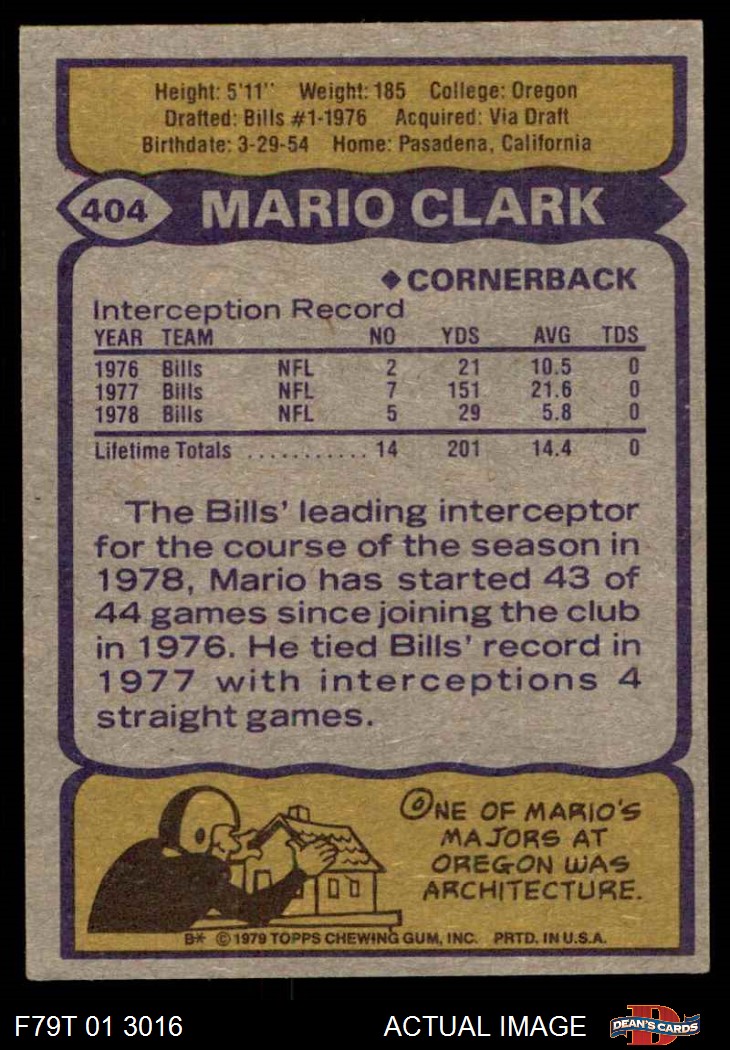 Height: 5'11" Weight: 185 College: Oregon
Drafted: Bills #1-1976 Acquired: Via Draft
Birthdate: 3-29-54 Home: Pasadena, California
404 MARIO CLARK
◆CORNERBACK
Interception Record
YEAR TEAM NO YDS AVG TDS
1976 Bills NFL 2 21 10.5 0
1977 Bills NFL 7 151 21.6 0
1978 Bills NFL 5 29 5.8 0
Lifetime Totals ........... 14 201 14.4 0
The Bills' leading interceptor
for the course of the season in
1978, Mario has started 43 of
44 games since joining the club
in 1976. He tied Bills' record in
1977 with interceptions 4
straight games.
ONE OF MARIO'S
MAJORS AT
OREGON WAS
ARCHITECTURE.
B* © 1979 TOPPS CHEWING GUM, INC. PRTD. IN U.S.A.
F79T 01 3016 ACTUAL IMAGE D DEAN'S CARDS